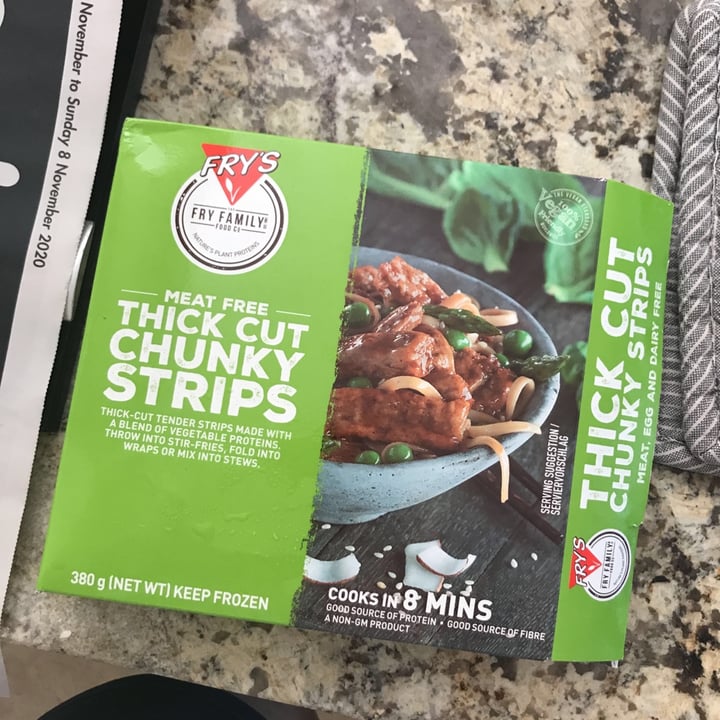 November to Sunday 8 November 2020
FRY'S
THE
FRY FAMILY
FOOD CO
NATURE'S PLANT PROTEINS
MEAT FREE
THICK CUT
CHUNKY
STRIPS
THICK-CUT TENDER STRIPS MADE WITH
A BLEND OF VEGETABLE PROTEINS.
THROW INTO STIR-FRIES, FOLD INTO
WRAPS OR MIX INTO STEWS.
380 g (NET WT) KEEP FROZEN
100%
vegan
SERVING SUGGESTION /
SERVIERVORSCHLAG
COOKS IN 8 MINS
GOOD SOURCE OF PROTEIN • GOOD SOURCE OF FIBRE
A NON-GM PRODUCT
THICK CUT
CHUNKY STRIPS
MEAT, EGG AND DAIRY FREE
FRY'S
FRY FAMILY